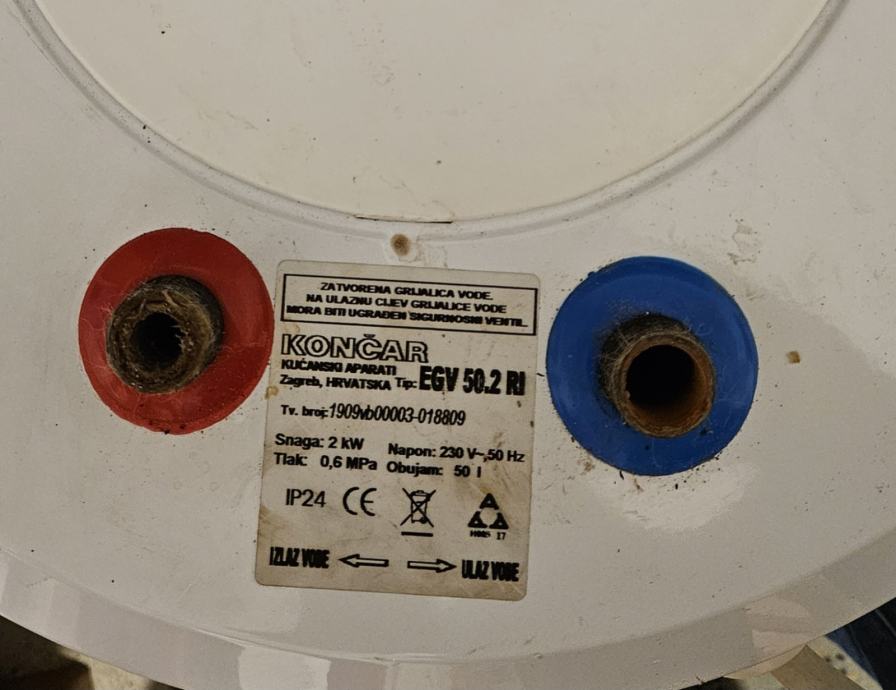 ZATVORENA GRIJALICA VODE.
NA ULAZNU CIJEV GRIJALICE VODE
MORA BITI UGRAĐEN SIGURNOSNI VENTIL.
KONČAR
KUĆANSKI APARATI
Zagreb, HRVATSKA Tip: EGV 50.2 RI
Tv. broj: 1909vb00003-018809
Snaga: 2 kW Napon: 230 V~, 50 Hz
Tlak: 0,6 MPa Obujam: 50 l
IP24 CE
IZLAZ VODE ULAZ VODE